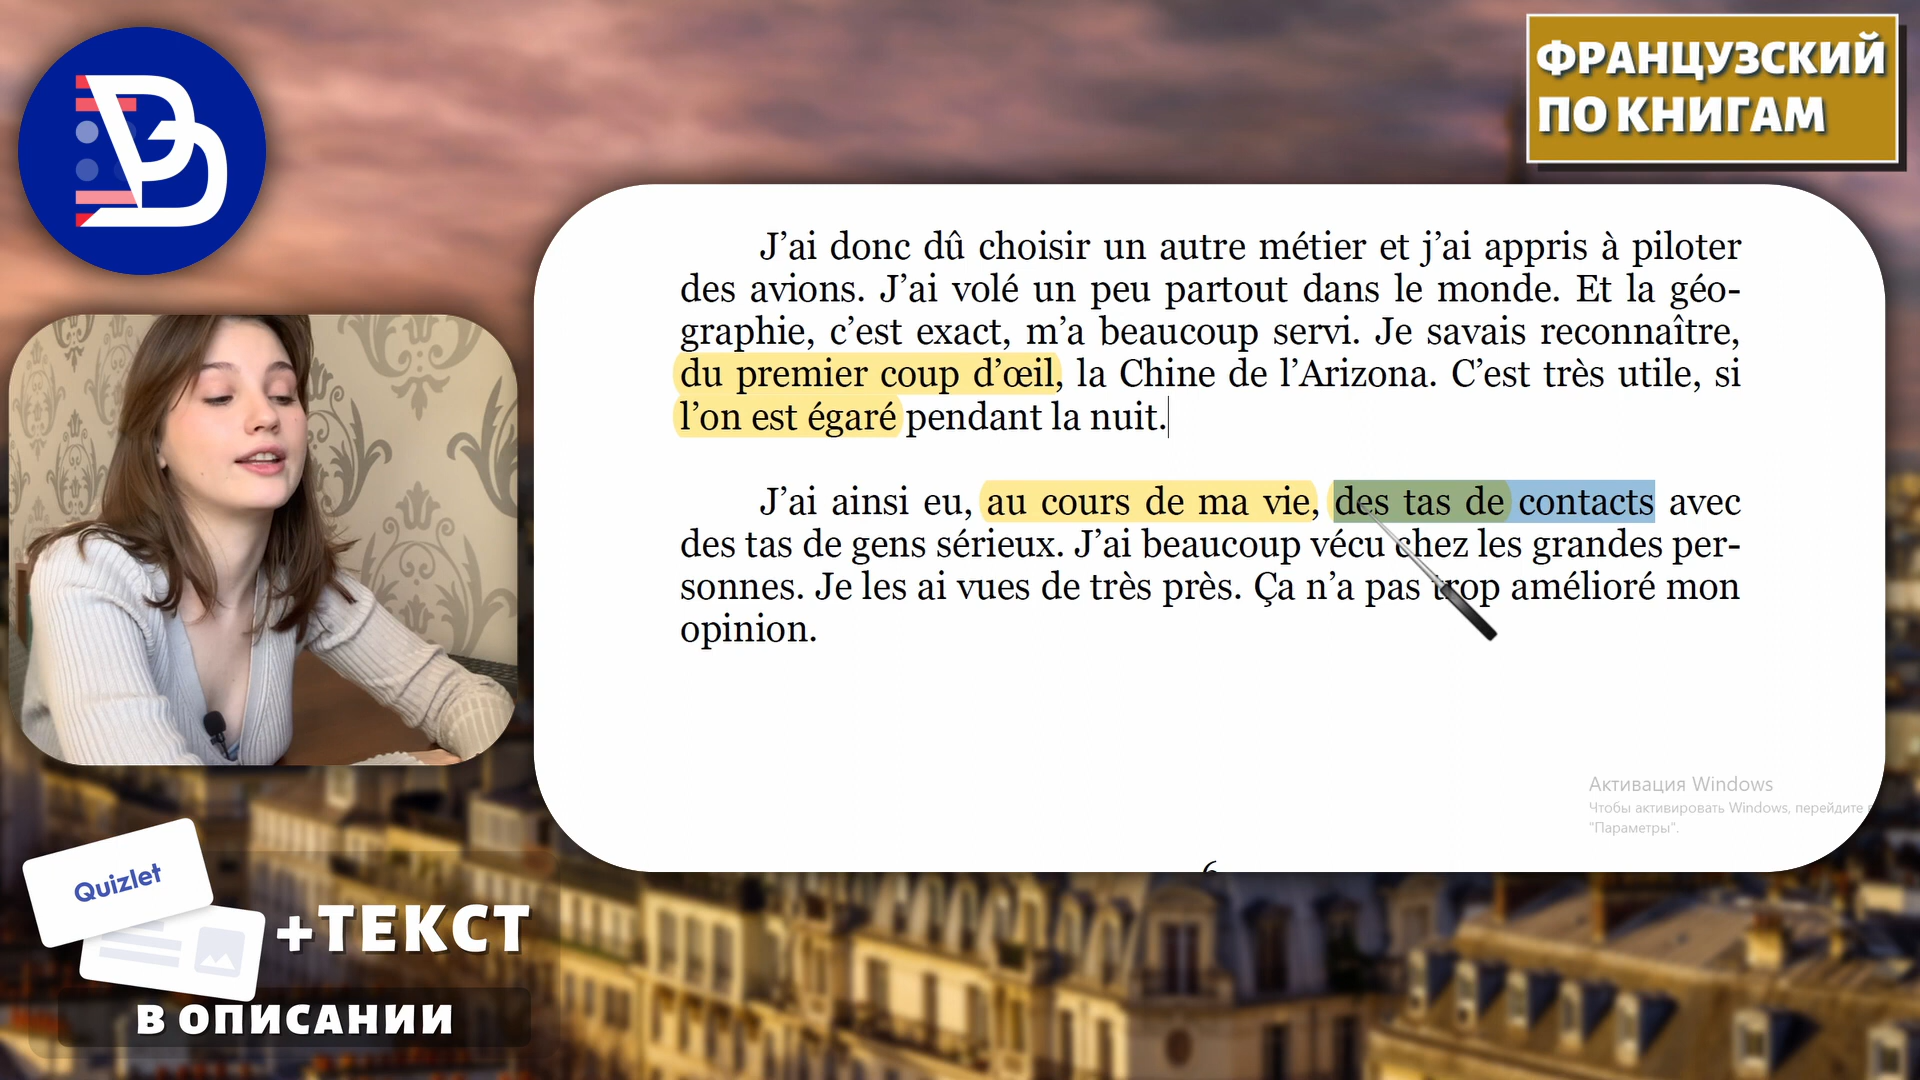 ФРАНЦУЗСКИЙ
ПО КНИГАМ
J’ai donc dû choisir un autre métier et j’ai appris à piloter
des avions. J’ai volé un peu partout dans le monde. Et la géo-
graphie, c’est exact, m’a beaucoup servi. Je savais reconnaître,
du premier coup d’œil, la Chine de l’Arizona. C’est très utile, si
l’on est égaré pendant la nuit.
J’ai ainsi eu, au cours de ma vie, des tas de contacts avec
des tas de gens sérieux. J’ai beaucoup vécu chez les grandes per-
sonnes. Je les ai vues de très près. Ça n’a pas trop amélioré mon
opinion.
Активация Windows
Чтобы активировать Windows, перейдите
"Параметры".
Quizlet
+ТЕКСТ
В ОПИСАНИИ